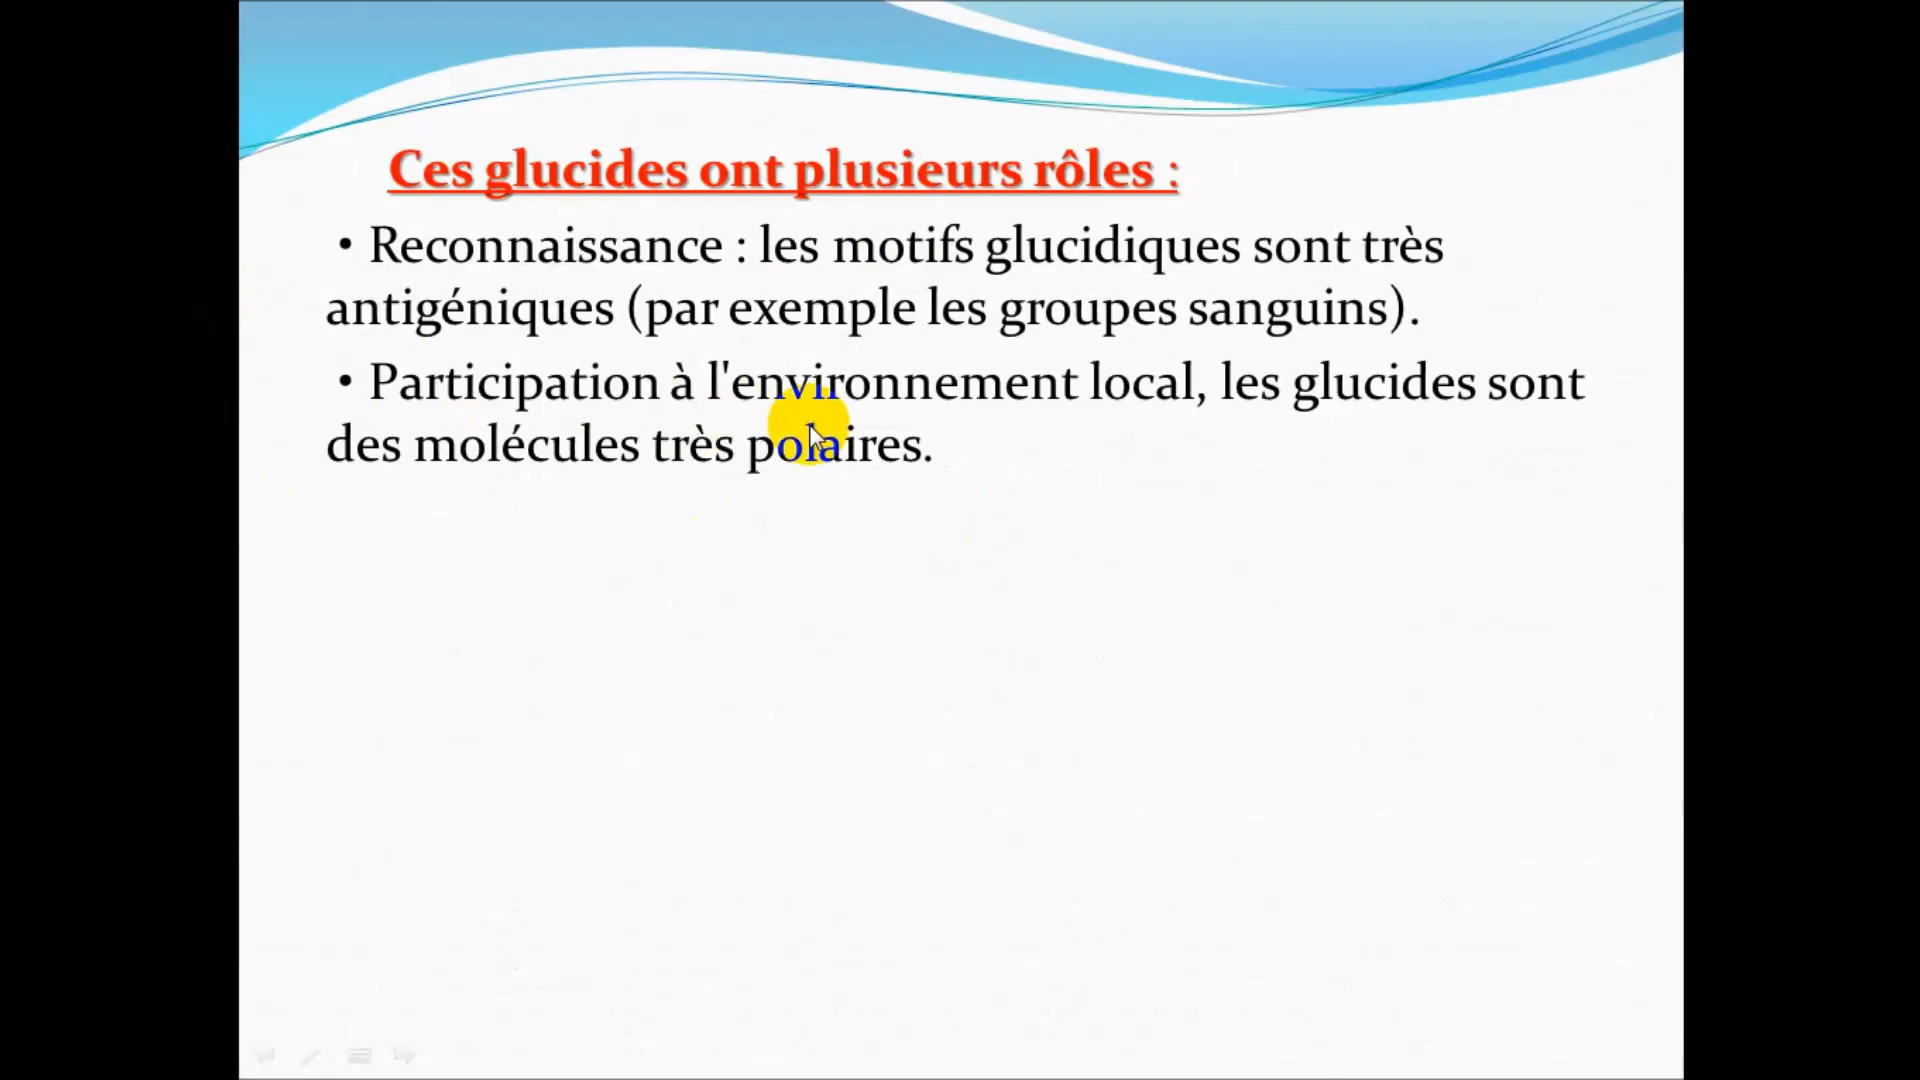 Ces glucides ont plusieurs rôles :
• Reconnaissance : les motifs glucidiques sont très
antigéniques (par exemple les groupes sanguins).
• Participation à l'environnement local, les glucides sont
des molécules très polaires.